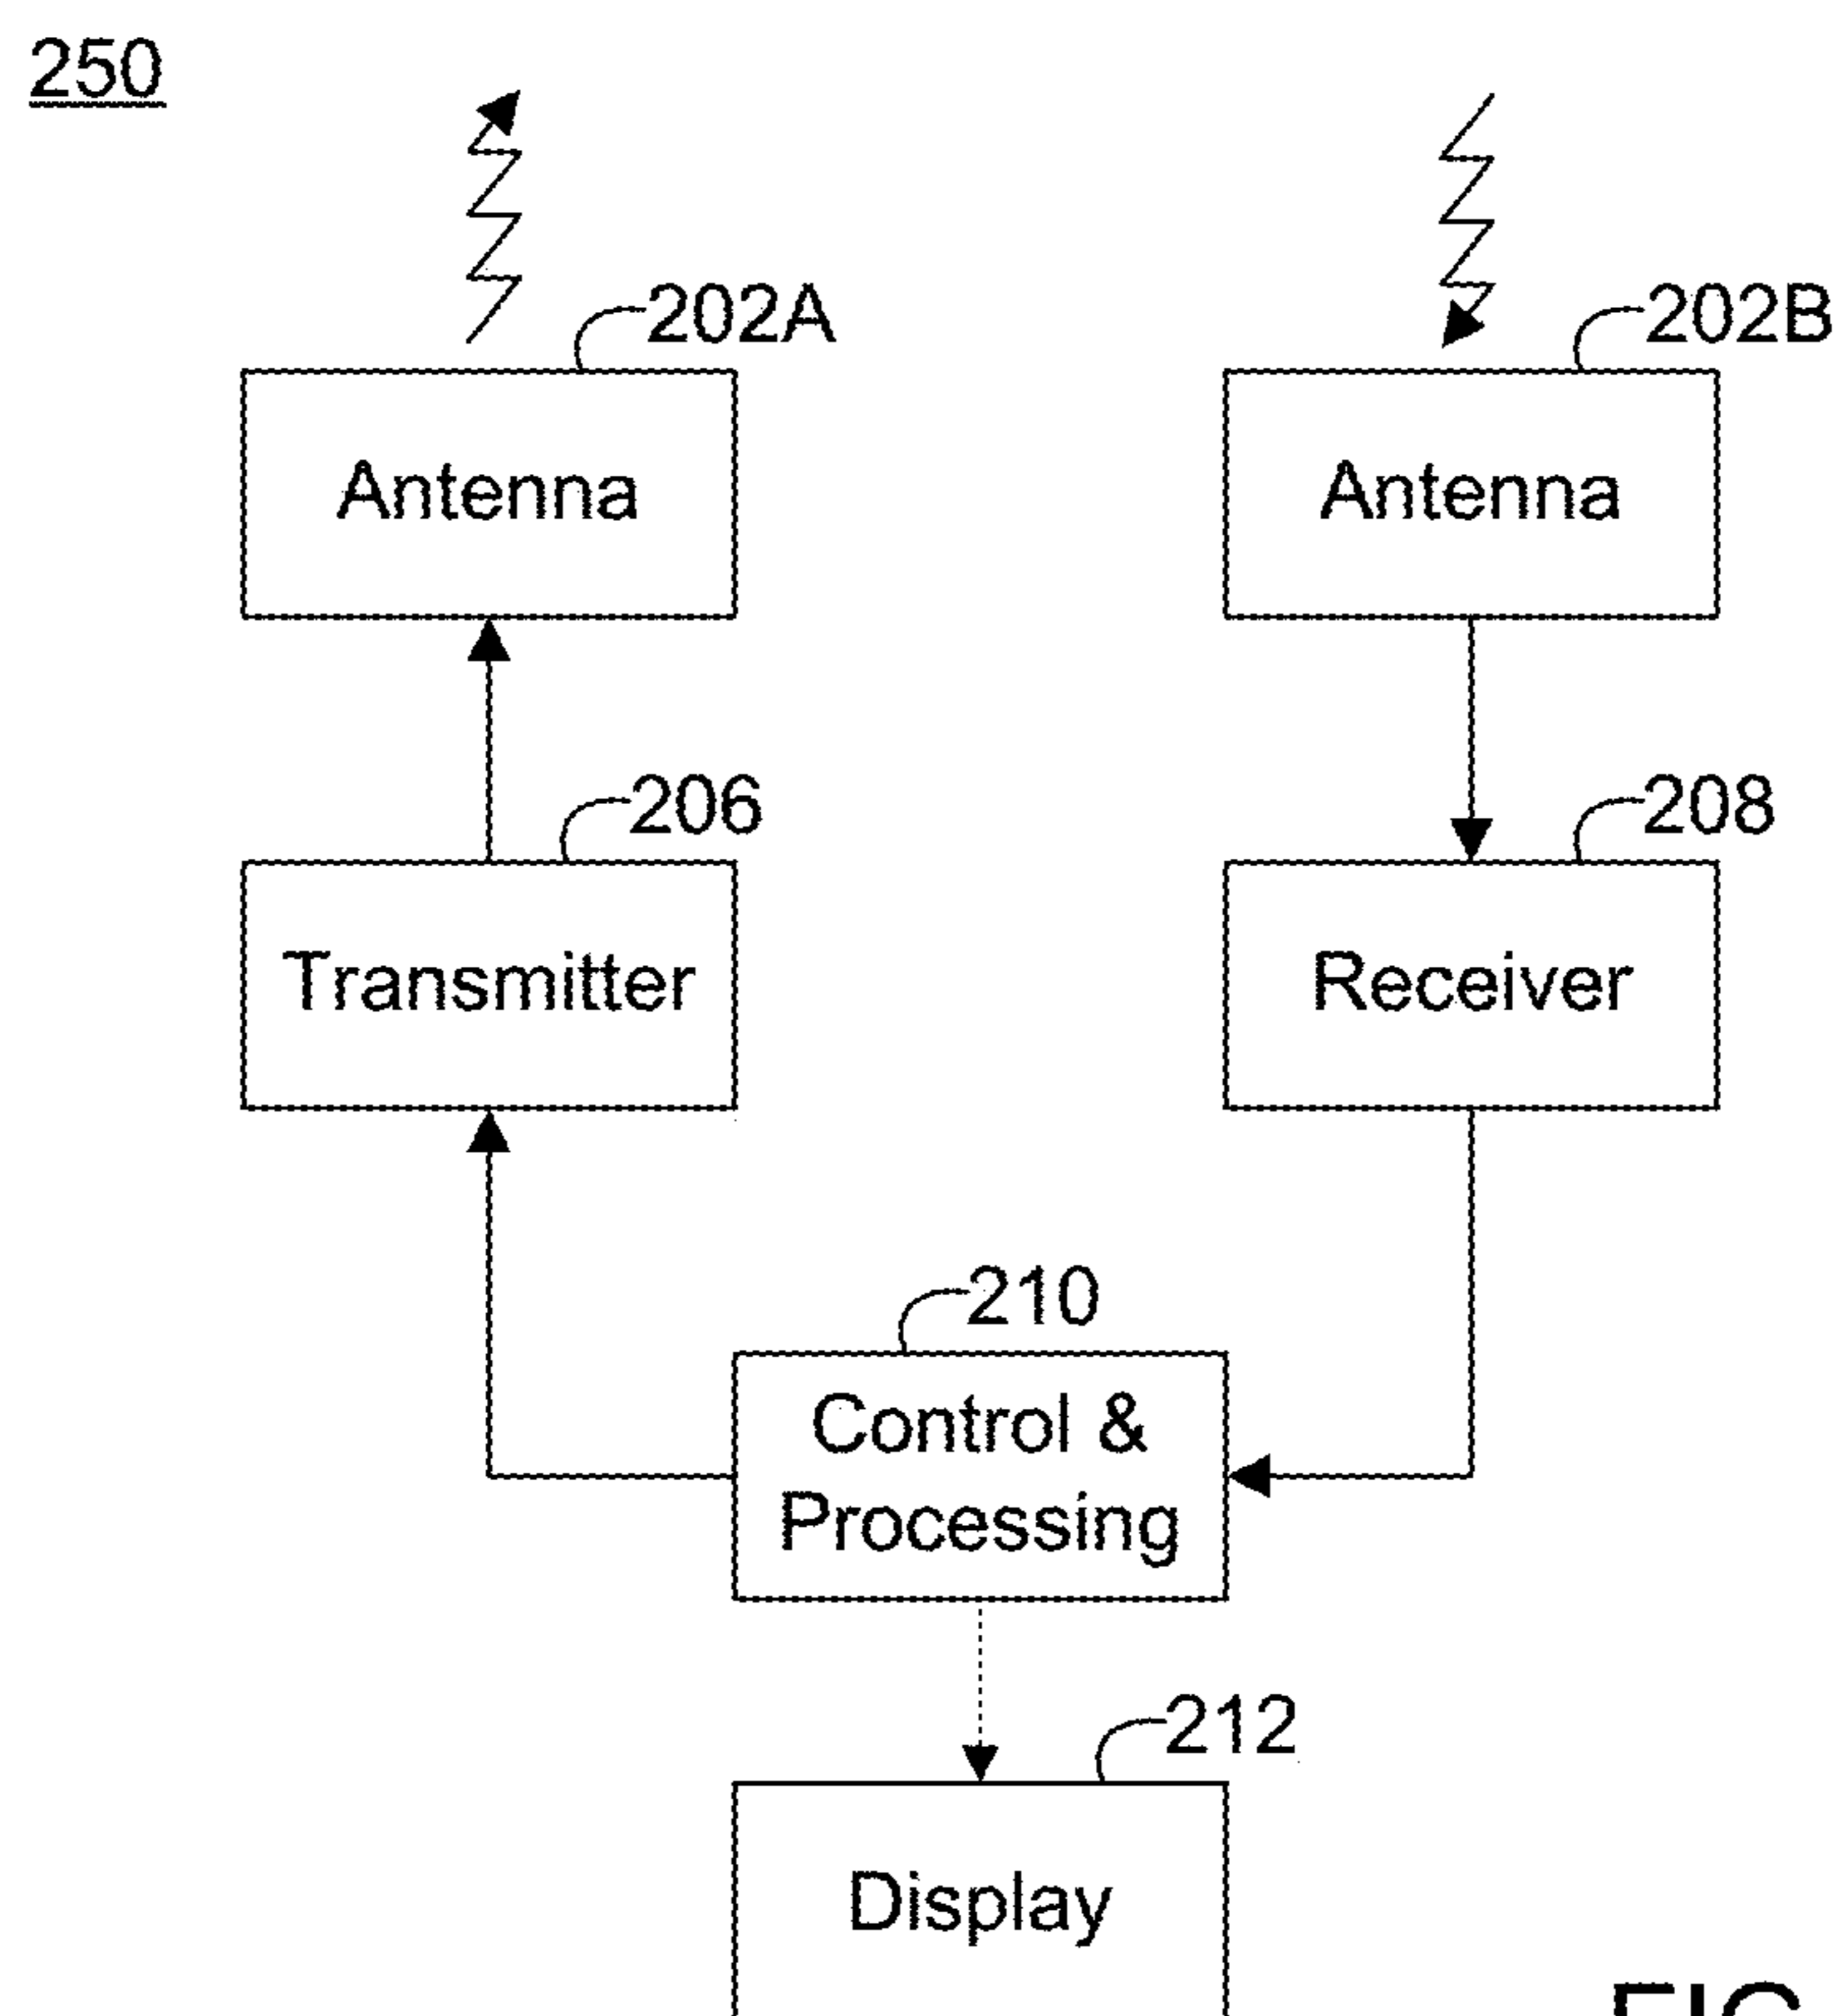 250
202A
202B
Antenna
Antenna
206
208
Transmitter
Receiver
210
Control &
Processing
212
Display